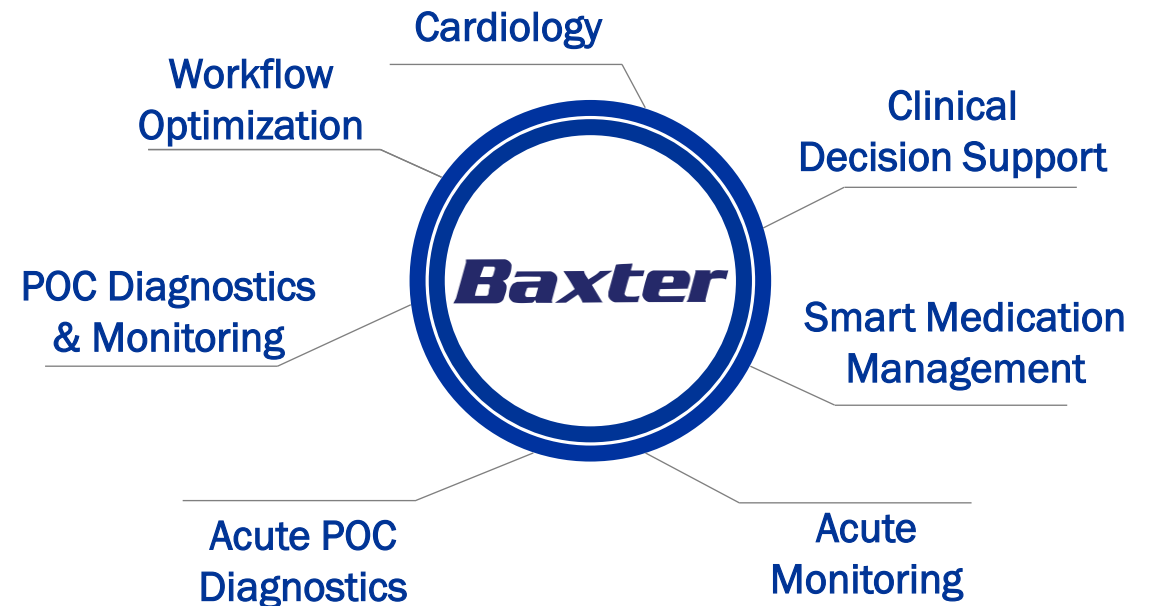 Cardiology
Workflow
Optimization
Clinical
Decision Support
Baxter
POC Diagnostics
& Monitoring
Smart Medication
Management
Acute POC
Diagnostics
Acute
Monitoring